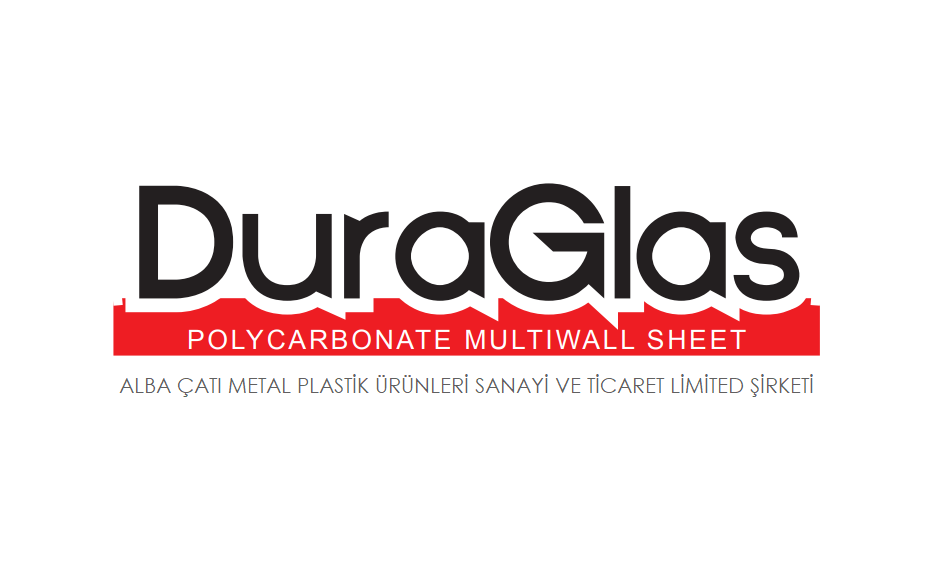 DuraGlas
POLYCARBONATE MULTIWALL SHEET
ALBA ÇATI METAL PLASTİK ÜRÜNLERİ SANAYİ VE TİCARET LİMİTED ŞİRKETİ